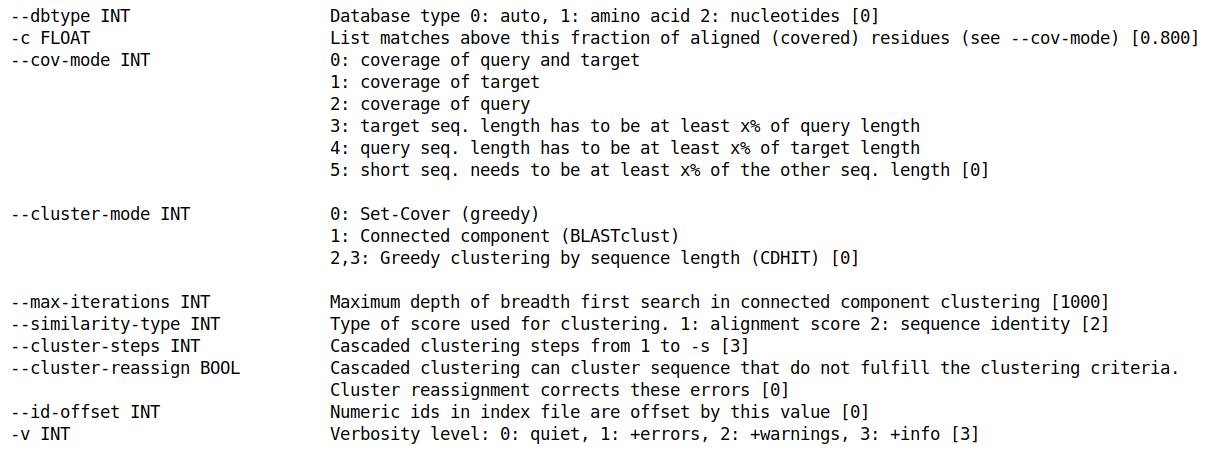 --dbtype INT Database type 0: auto, 1: amino acid 2: nucleotides [0]
-c FLOAT List matches above this fraction of aligned (covered) residues (see --cov-mode) [0.800]
--cov-mode INT 0: coverage of query and target
1: coverage of target
2: coverage of query
3: target seq. length has to be at least x% of query length
4: query seq. length has to be at least x% of target length
5: short seq. needs to be at least x% of the other seq. length [0]
--cluster-mode INT 0: Set-Cover (greedy)
1: Connected component (BLASTclust)
2,3: Greedy clustering by sequence length (CDHIT) [0]
--max-iterations INT Maximum depth of breadth first search in connected component clustering [1000]
--similarity-type INT Type of score used for clustering. 1: alignment score 2: sequence identity [2]
--cluster-steps INT Cascaded clustering steps from 1 to -s [3]
--cluster-reassign BOOL Cascaded clustering can cluster sequence that do not fulfill the clustering criteria.
Cluster reassignment corrects these errors [0]
--id-offset INT Numeric ids in index file are offset by this value [0]
-v INT Verbosity level: 0: quiet, 1: +errors, 2: +warnings, 3: +info [3]